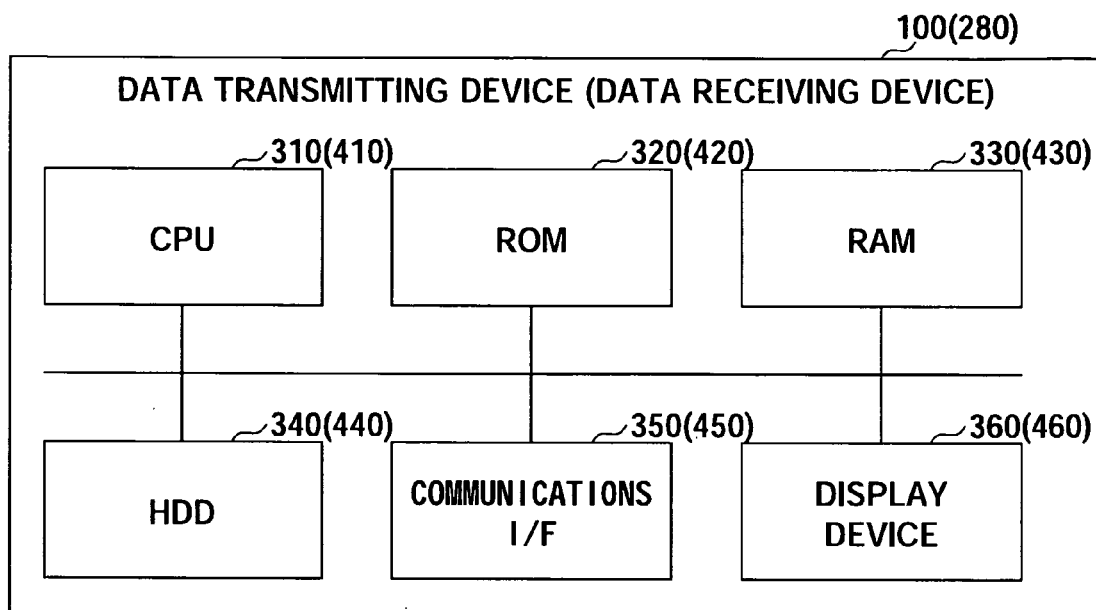 100(280)
DATA TRANSMITTING DEVICE (DATA RECEIVING DEVICE)
310(410)
320(420)
330(430)
CPU
ROM
RAM
340(440)
350(450)
360(460)
HDD
COMMUNICATIONS
I/F
DISPLAY
DEVICE